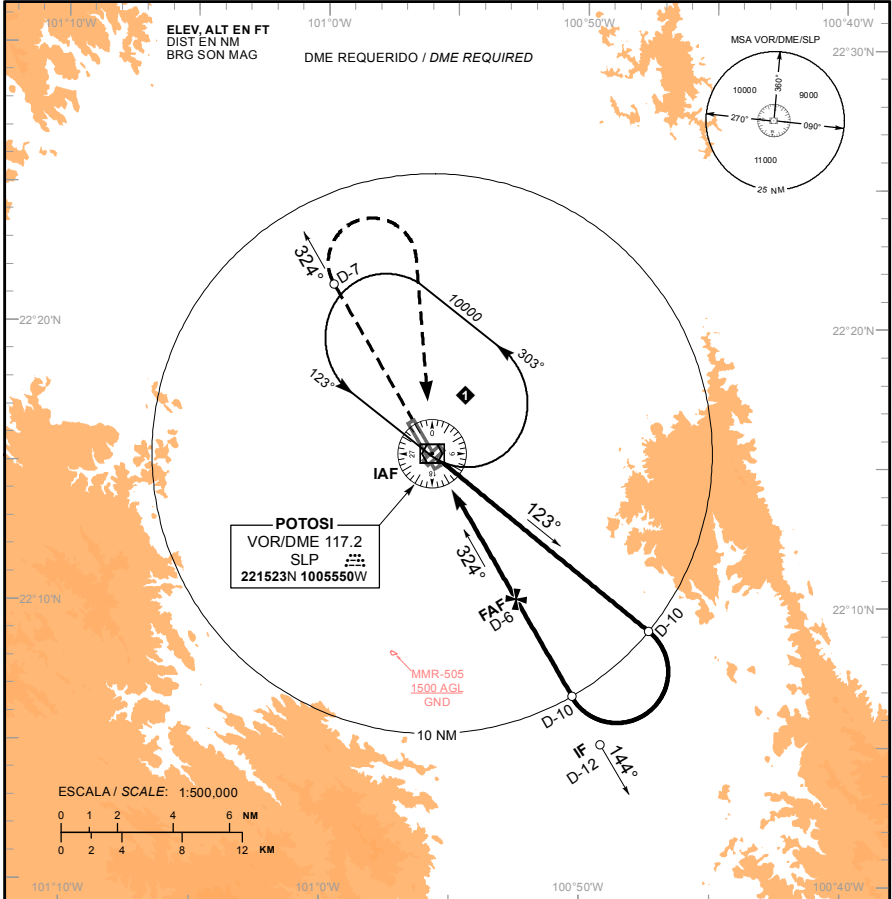 101°10'W
101°0'W
100°50'W
100°40'W
ELEV, ALT EN FT
DIST EN NM
BRG SON MAG
DME REQUERIDO / DME REQUIRED
MSA VOR/DME/SLP
22°30'N
10000
360°
9000
270°
090°
11000
25 NM
324°
D-7
10000
22°20'N
22°20'N
123°
303°
1
0
27
9
18
IAF
POTOSI
VOR/DME 117.2
SLP
221523N 1005550W
123°
324°
FAF
D-6
22°10'N
22°10'N
D-10
MMR-505
1500 AGL
GND
D-10
10 NM
IF
D-12
144°
ESCALA / SCALE: 1:500,000
0 1 2 4 6 NM
0 2 4 8 12 KM
101°10'W
101°0'W
100°50'W
100°40'W